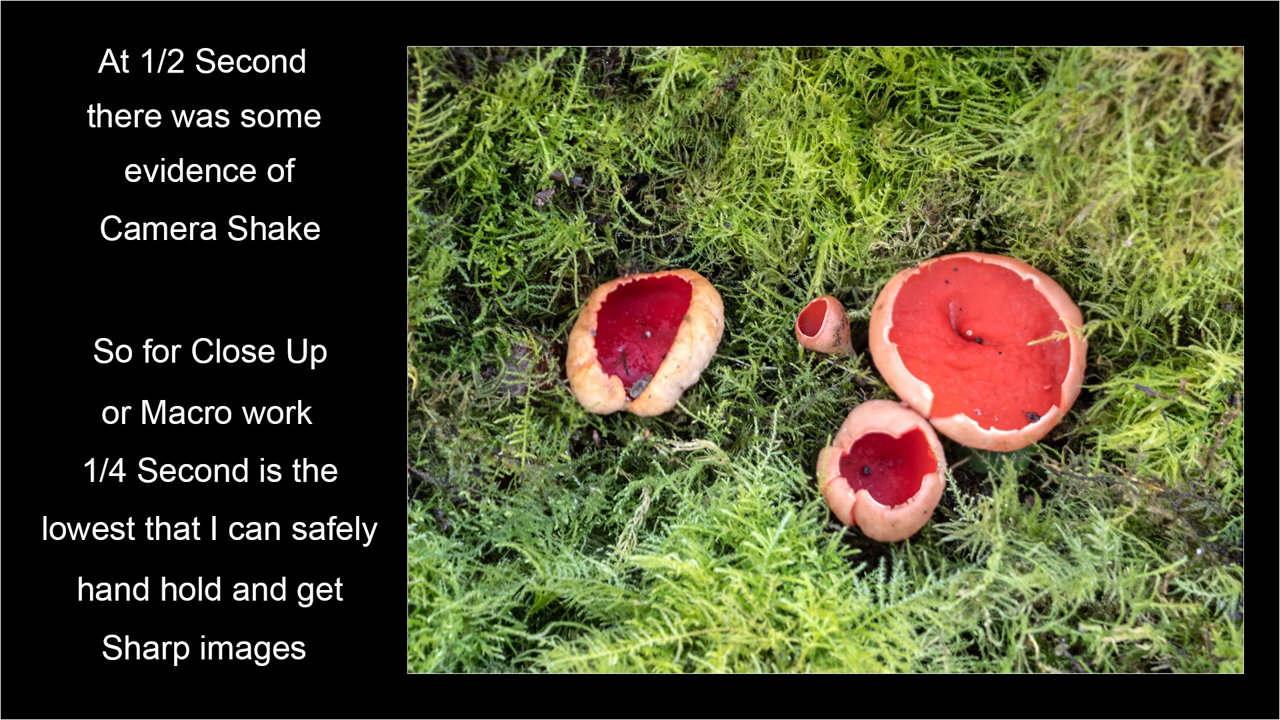 At 1/2 Second
there was some
evidence of
Camera Shake
So for Close Up
or Macro work
1/4 Second is the
lowest that I can safely
hand hold and get
Sharp images